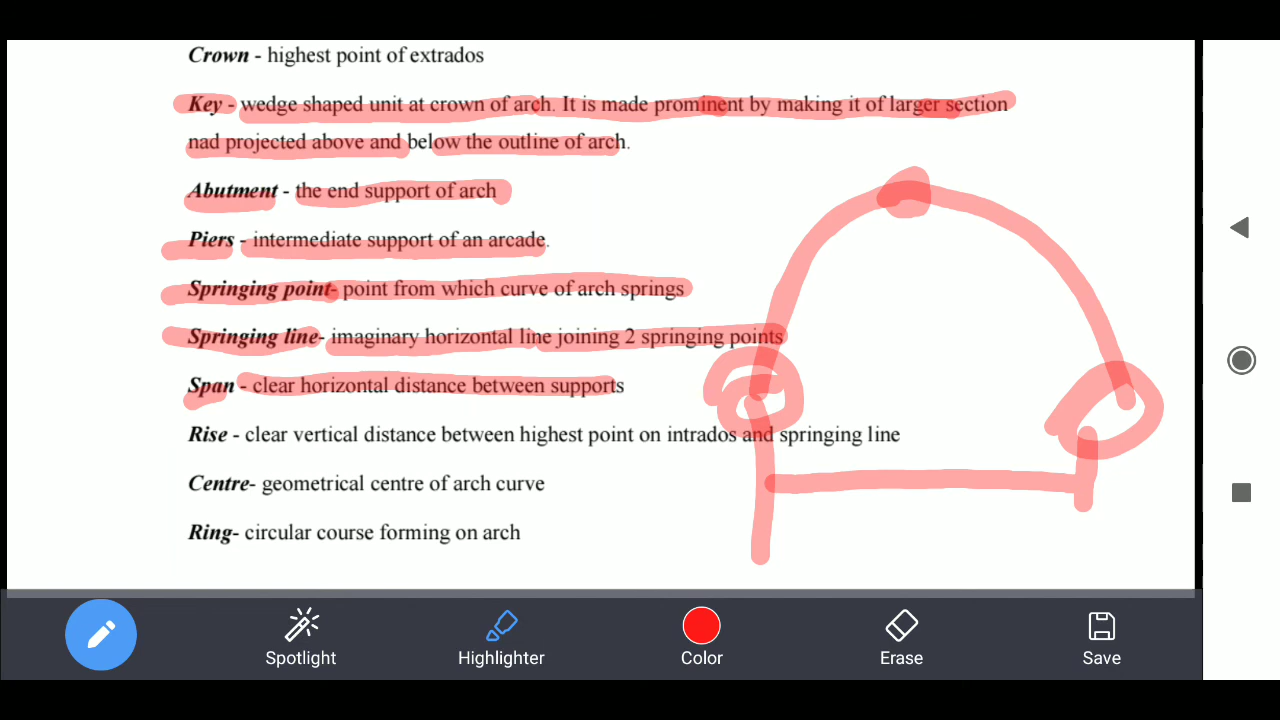 Crown - highest point of extrados
Key - wedge shaped unit at crown of arch. It is made prominent by making it of larger section
nad projected above and below the outline of arch.
Abutment - the end support of arch
Piers - intermediate support of an arcade.
Springing point- point from which curve of arch springs
Springing line- imaginary horizontal line joining 2 springing points
Span - clear horizontal distance between supports
Rise - clear vertical distance between highest point on intrados and springing line
Centre- geometrical centre of arch curve
Ring- circular course forming on arch
Spotlight Highlighter Color Erase Save